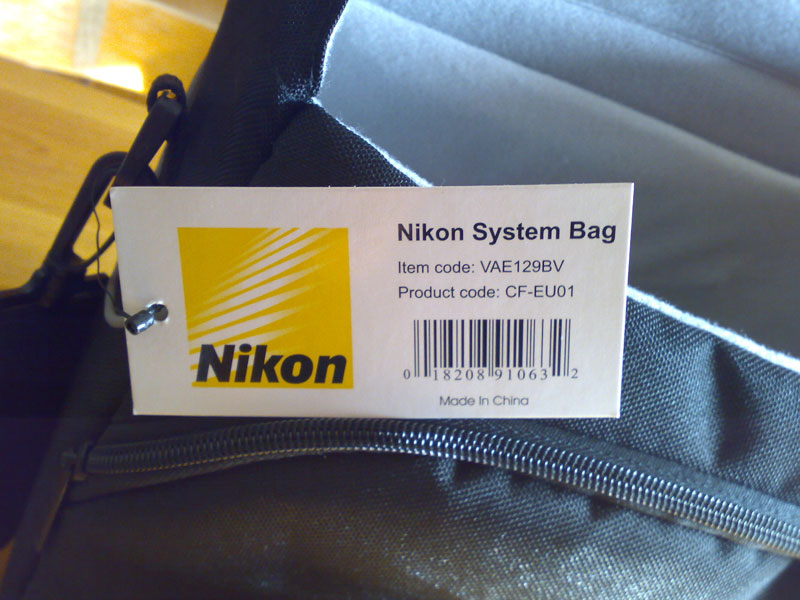 Nikon
Nikon System Bag
Item code: VAE129BV
Product code: CF-EU01
0 18208 91063 2
Made In China